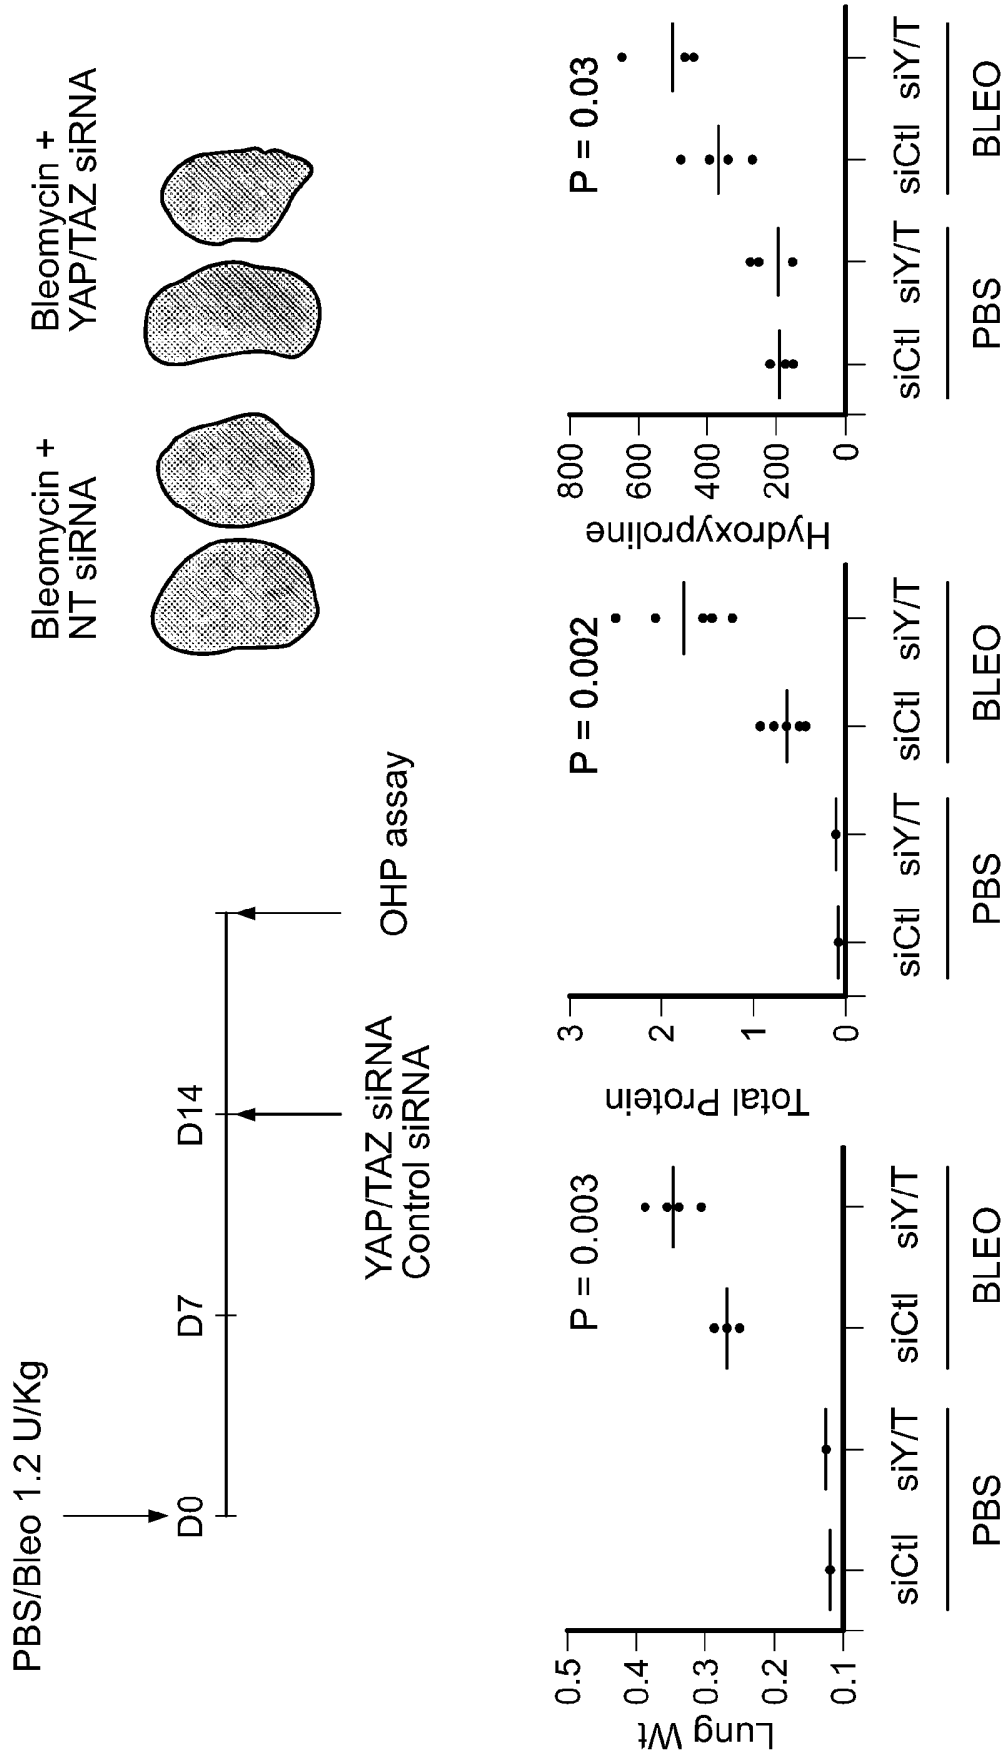 PBS/Bleo 1.2 U/Kg
D0
D7
D14
YAP/TAZ siRNA
Control siRNA
OHP assay
Bleomycin +
NT siRNA
Bleomycin +
YAP/TAZ siRNA
Lung Wt
0.5
0.4
0.3
0.2
0.1
P = 0.003
siCtl siY/T siCtl siY/T
PBS BLEO
Total Protein
3
2
1
0
P = 0.002
siCtl siY/T siCtl siY/T
PBS BLEO
Hydroxyproline
800
600
400
200
0
P = 0.03
siCtl siY/T siCtl siY/T
PBS BLEO